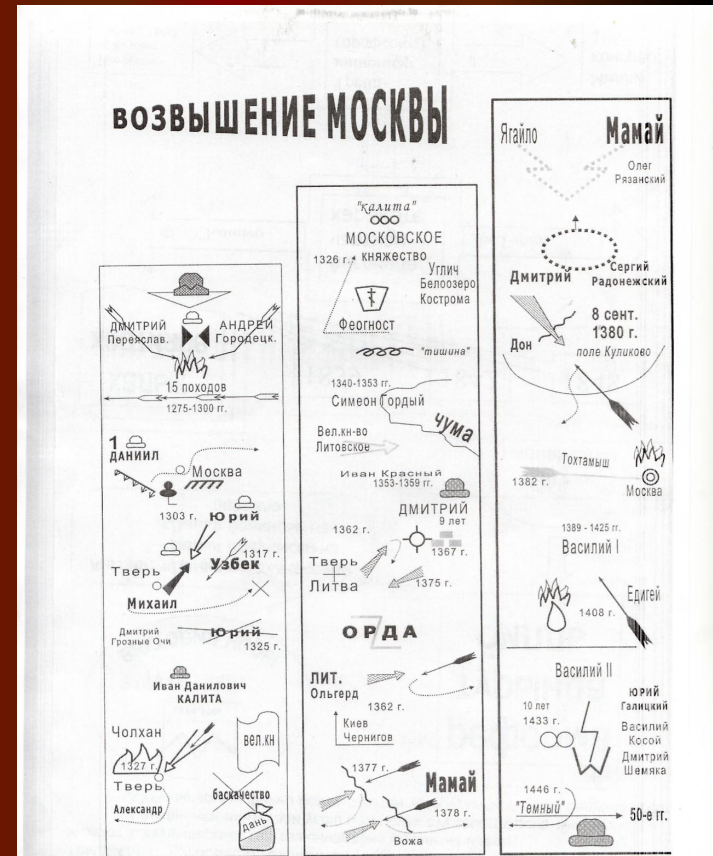 ВОЗВЫШЕНИЕ МОСКВЫ
ДМИТРИЙ
Переяслав.
АНДРЕЙ
Городецк.
15 походов
1275-1300 гг.
1
ДАНИИЛ
Москва
1303 г.
Юрий
1317 г.
Тверь
Узбек
Михаил
Дмитрий
Грозные Очи
Юрий
1325 г.
Иван Данилович
КАЛИТА
Чолхан
1327 г.
Тверь
Александр
вел.кн
баскачество
дань
"калита"
МОСКОВСКОЕ
княжество
1326 г.
Углич
Белоозеро
Кострома
Феогност
"тишина"
1340-1353 гг.
Симеон Гордый
чума
Вел.кн-во
Литовское
Иван Красный
1353-1359 гг.
ДМИТРИЙ
9 лет
1362 г.
1367 г.
Тверь
Литва
1375 г.
ОРДА
ЛИТ.
Ольгерд
1362 г.
Киев
Чернигов
1377 г.
Мамай
1378 г.
Вожа
Ягайло
Мамай
Олег
Рязанский
Дмитрий
Сергий
Радонежский
8 сент.
1380 г.
Дон
поле Куликово
Тохтамыш
1382 г.
Москва
1389 - 1425 гг.
Василий I
Едигей
1408 г.
Василий II
10 лет
1433 г.
ЮРИЙ
Галицкий
Василий
Косой
Дмитрий
Шемяка
1446 г.
"Темный"
50-е гг.